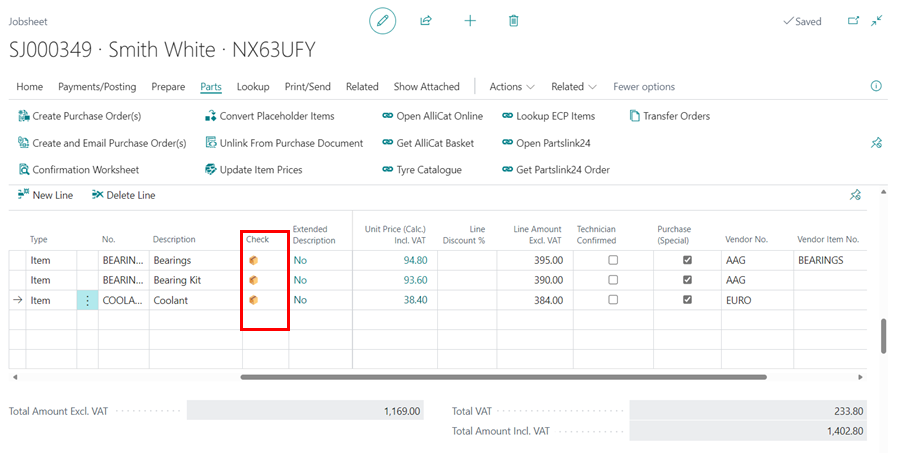 Jobsheet
Saved
SJ000349 · Smith White · NX63UFY
Home Payments/Posting Prepare Parts Lookup Print/Send Related Show Attached Actions Related Fewer options
Create Purchase Order(s) Convert Placeholder Items Open AlliCat Online Lookup ECP Items Transfer Orders
Create and Email Purchase Order(s) Unlink From Purchase Document Get AlliCat Basket Open Partslink24
Confirmation Worksheet Update Item Prices Tyre Catalogue Get Partslink24 Order
New Line Delete Line
Type No. Description Check Extended Description Unit Price (Calc.) Incl. VAT Line Discount % Line Amount Excl. VAT Technician Confirmed Purchase (Special) Vendor No. Vendor Item No.
Item BEARIN... Bearings No 94.80 395.00 AAG BEARINGS
Item BEARIN... Bearing Kit No 93.60 390.00 AAG
Item COOLA... Coolant No 38.40 384.00 EURO
Total Amount Excl. VAT 1,169.00 Total VAT 233.80
Total Amount Incl. VAT 1,402.80